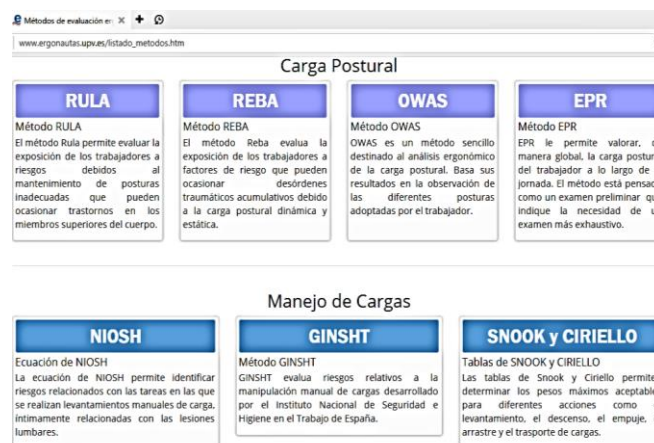 Métodos de evaluación er
www.ergonautas.upv.es/listado_metodos.htm
Carga Postural
RULA
Método RULA
El método Rula permite evaluar la
exposición de los trabajadores a
riesgos debidos al
mantenimiento de posturas
inadecuadas que pueden
ocasionar trastornos en los
miembros superiores del cuerpo.
REBA
Método REBA
El método Reba evalua la
exposición de los trabajadores a
factores de riesgo que pueden
ocasionar desórdenes
traumáticos acumulativos debido
a la carga postural dinámica y
estática.
OWAS
Método OWAS
OWAS es un método sencillo
destinado al análisis ergonómico
de la carga postural. Basa sus
resultados en la observación de
las diferentes posturas
adoptadas por el trabajador.
EPR
Método EPR
EPR le permite valorar, d
manera global, la carga postur
del trabajador a lo largo de
jornada. El método está pensad
como un examen preliminar qu
indique la necesidad de u
examen más exhaustivo.
Manejo de Cargas
NIOSH
Ecuación de NIOSH
La ecuación de NIOSH permite identificar
riesgos relacionados con las tareas en las que
se realizan levantamientos manuales de carga,
íntimamente relacionadas con las lesiones
lumbares.
GINSHT
Método GINSHT
GINSHT evalua riesgos relativos a la
manipulación manual de cargas desarrollado
por el Instituto Nacional de Seguridad e
Higiene en el Trabajo de España.
SNOOK y CIRIELLO
Tablas de SNOOK y CIRIELLO
Las tablas de Snook y Ciriello permite
determinar los pesos máximos aceptable
para diferentes acciones como
levantamiento, el descenso, el empuje,
arrastre y el trasporte de cargas.